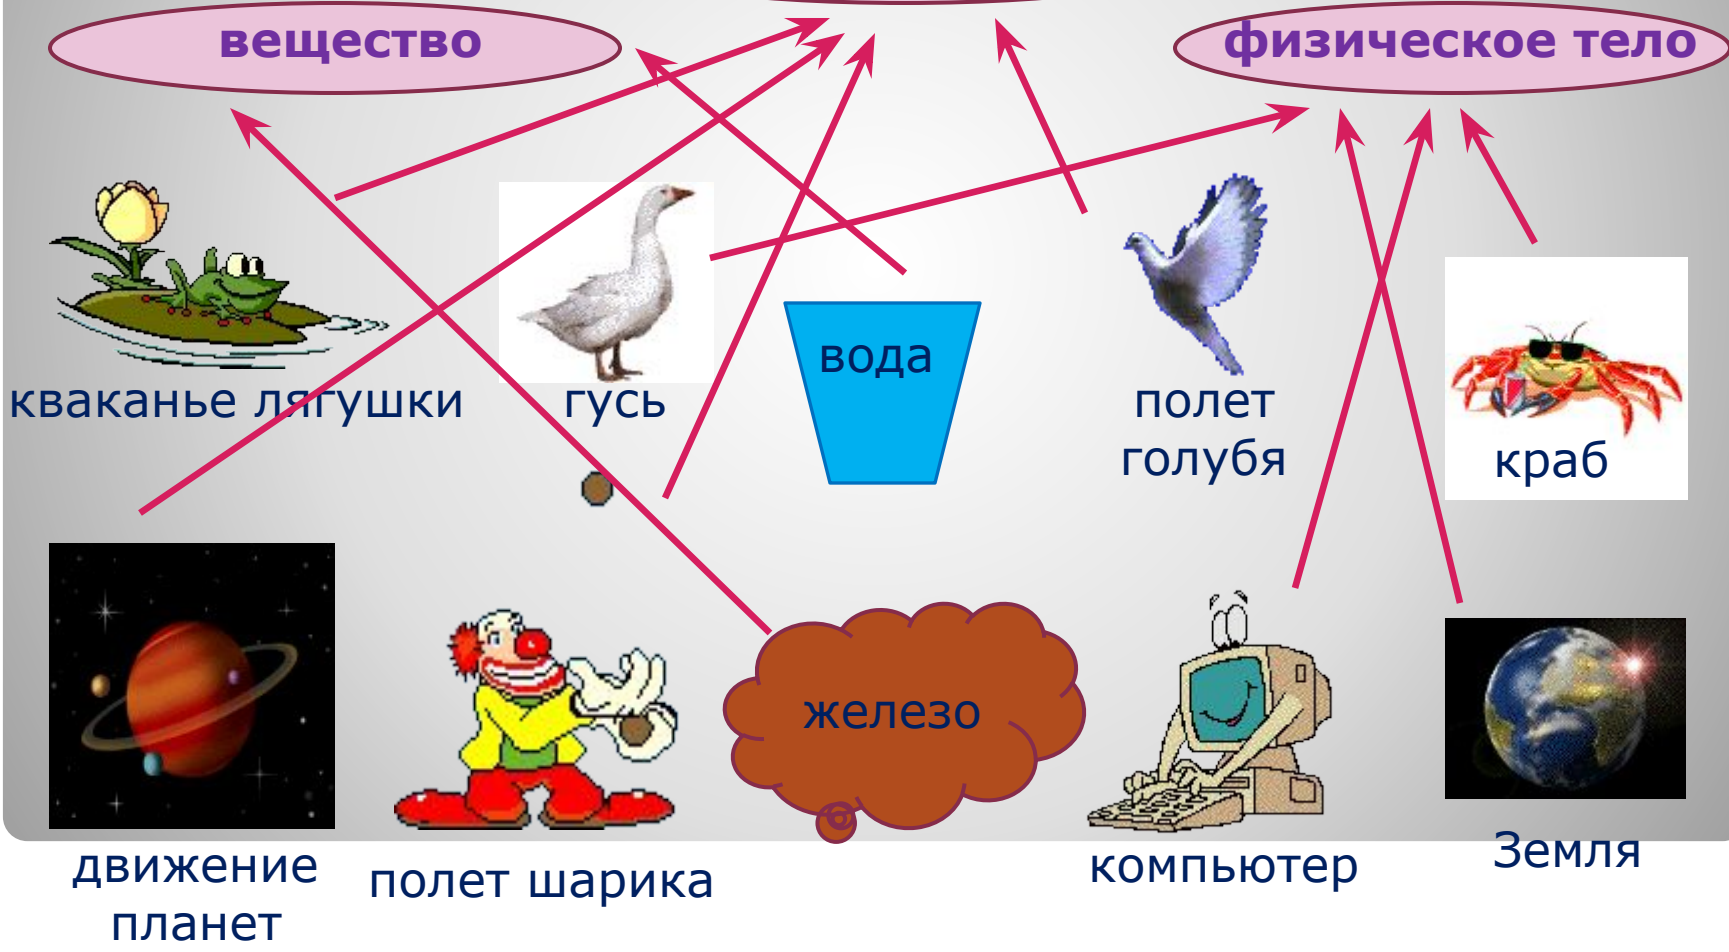 вещество
физическое тело
кваканье лягушки
гусь
вода
полет
голубя
краб
железо
движение
планет
полет шарика
компьютер
Земля